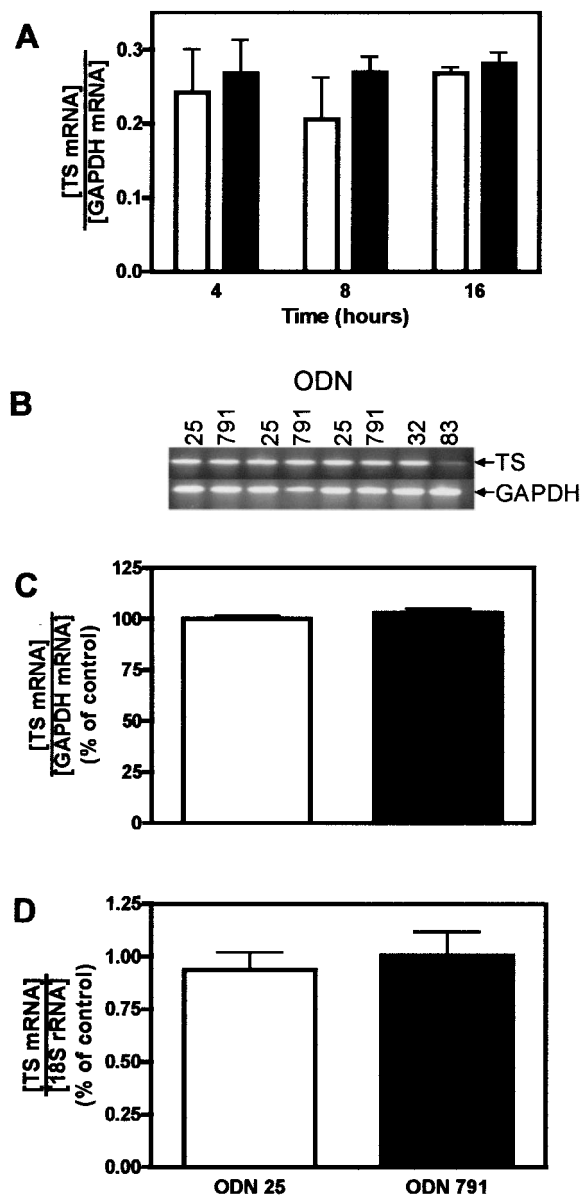 A
[TS mRNA]
[GAPDH mRNA]
0.3
0.2
0.1
0.0
4 8 16
Time (hours)
B
ODN
25 791 25 791 25 791 32 83
TS
GAPDH
C
[TS mRNA]
[GAPDH mRNA]
(% of control)
125
100
75
50
25
0
D
[TS mRNA]
[18S rRNA]
(% of control)
1.25
1.00
0.75
0.50
0.25
0.00
ODN 25 ODN 791